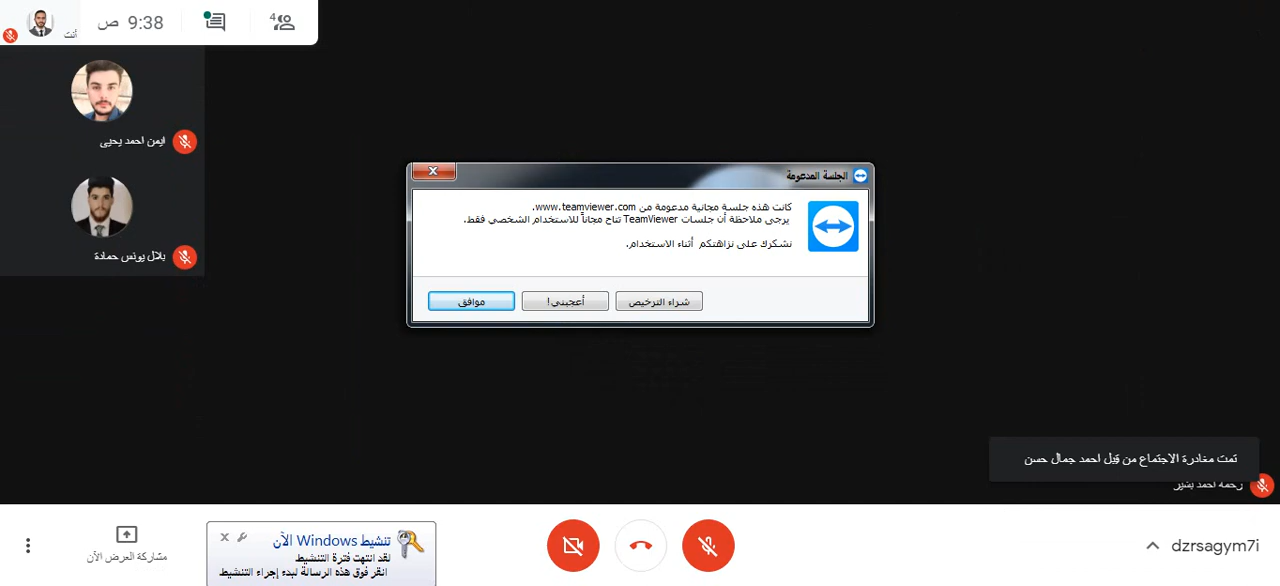 أنت
9:38 ص
4
ايمن احمد يحيى
بلال يونس حمادة
الجلسة المدعومة
كانت هذه جلسة مجانية مدعومة من www.teamviewer.com.
يرجى ملاحظة أن جلسات TeamViewer تتاح مجاناً للاستخدام الشخصي فقط.
نشكرك على نزاهتكم أثناء الاستخدام.
شراء الترخيص
أعجبني!
موافق
تمت مغادرة الاجتماع من قِبل احمد جمال حسن
رحمه احمد بشير
dzrsagym7i
مشاركة العرض الآن
تنشيط Windows الآن
لقد انتهت فترة التنشيط
انقر فوق هذه الرسالة لبدء إجراء التنشيط